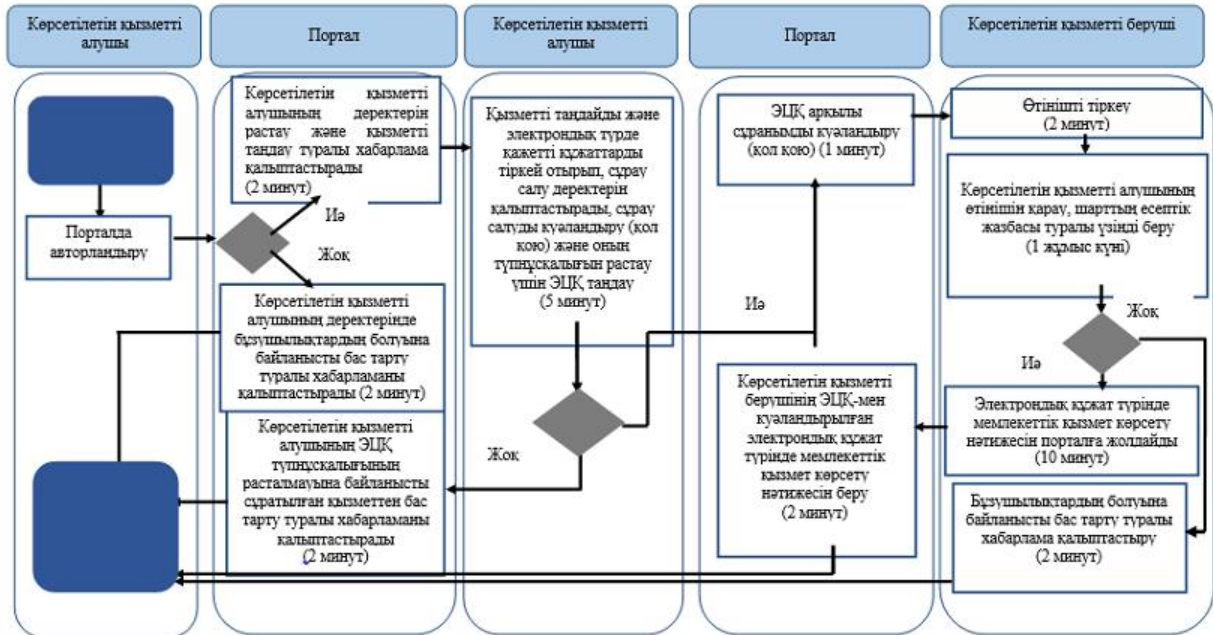 Көрсетілетін қызметті
алушы
Портал
Көрсетілетін қызметті
алушы
Портал
Көрсетілетін қызметті беруші
Порталда
авторландыру
Көрсетілетін қызметті
алушының деректерін
растау және қызметті
таңдау туралы хабарлама
қалыптастырады
(2 минут)
Иә
Жоқ
Көрсетілетін қызметті
алушының деректерінде
бұзушылықтардың болуына
байланысты бас тарту
туралы хабарламаны
қалыптастырады (2 минут)
Көрсетілетін қызметті
алушының ЭЦҚ
түпнұсқалығының
расталмауына байланысты
сұратылған қызметтен бас
тарту туралы хабарламаны
қалыптастырады
(2 минут)
Қызметті таңдайды және
электрондық түрде
қажетті құжаттарды
тіркей отырып, сұрау
салу деректерін
қалыптастырады, сұрау
салуды куәландыру (қол
қою) және оның
түпнұсқалығын растау
үшін ЭЦҚ таңдау
(5 минут)
Иә
Жоқ
ЭЦҚ арқылы
сұранымды куәландыру
(қол қою) (1 минут)
Көрсетілетін қызметті
берушінің ЭЦҚ-мен
куәландырылған
электрондық құжат
түрінде мемлекеттік
қызмет көрсету
нәтижесін беру
(2 минут)
Өтінішті тіркеу
(2 минут)
Көрсетілетін қызметті алушының
өтінішін қарау, шарттың есептік
жазбасы туралы үзінді беру
(1 жұмыс күні)
Жоқ
Иә
Электрондық құжат түрінде
мемлекеттік қызмет көрсету
нәтижесін порталға жолдайды
(10 минут)
Бұзушылықтардың болуына
байланысты бас тарту туралы
хабарлама қалыптастыру
(2 минут)